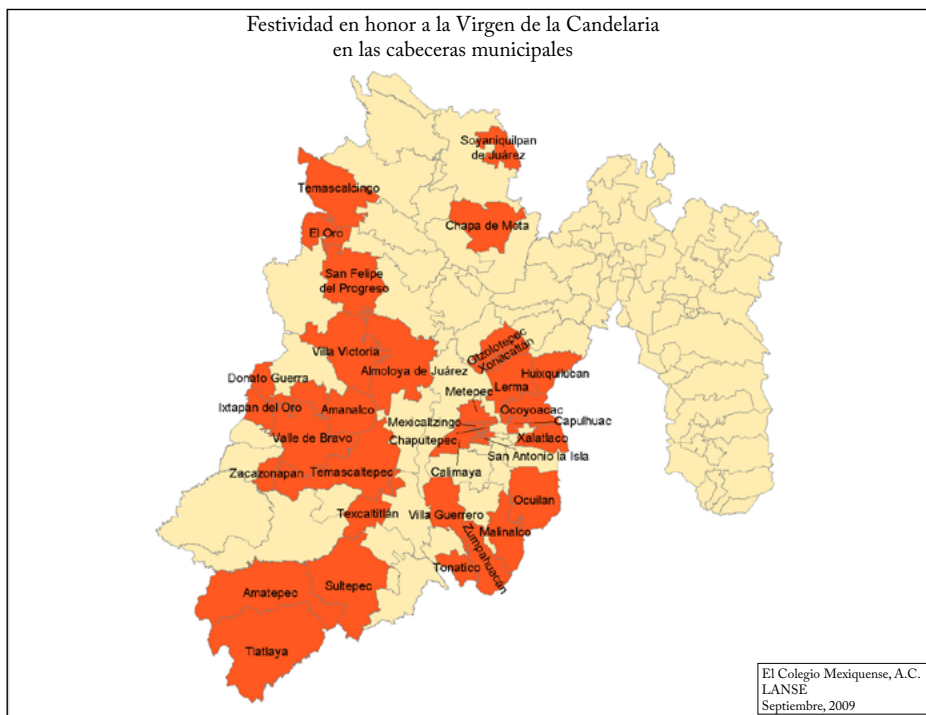 Festividad en honor a la Virgen de la Candelaria
en las cabeceras municipales
Soyaniquilpan
de Juárez
Temascalcingo
El Oro
Chapa de Mota
San Felipe
del Progreso
Villa Victoria
Almoloya de Juárez
Otzolotepec
Xonacatlán
Huixquilucan
Donato Guerra
Metepec
Lerma
Ixtapan del Oro
Amanalco
Mexicaltzingo
Ocoyoacac
Capulhuac
Valle de Bravo
Chapultepec
Xalatlaco
San Antonio la Isla
Zacazonapan
Temascaltepec
Calimaya
Ocuilan
Texcaltitlán
Villa Guerrero
Malinalco
Zumpahuacán
Tonatico
Amatepec
Sultepec
Tlatlaya
El Colegio Mexiquense, A.C.
LANSE
Septiembre, 2009